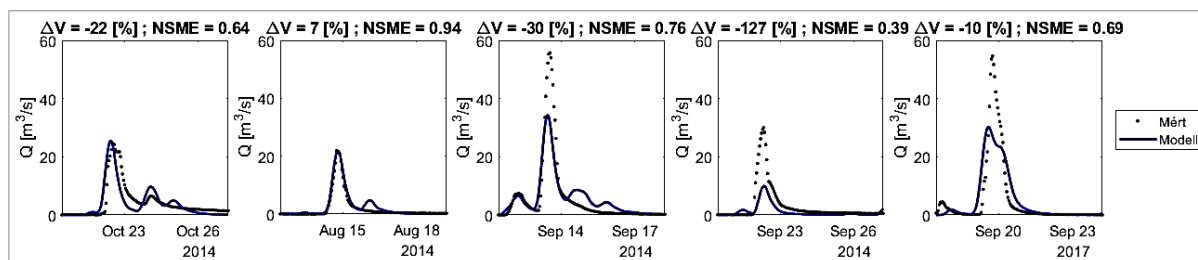 ΔV = -22 [%] ; NSME = 0.64
60
40
20
0
Q [m³/s]
Oct 23
Oct 26
2014
ΔV = 7 [%] ; NSME = 0.94
60
40
20
0
Q [m³/s]
Aug 15
Aug 18
2014
ΔV = -30 [%] ; NSME = 0.76
60
40
20
0
Q [m³/s]
Sep 14
Sep 17
2014
ΔV = -127 [%] ; NSME = 0.39
60
40
20
0
Q [m³/s]
Sep 23
Sep 26
2014
ΔV = -10 [%] ; NSME = 0.69
60
40
20
0
Q [m³/s]
Sep 20
Sep 23
2017
Mért
Modell